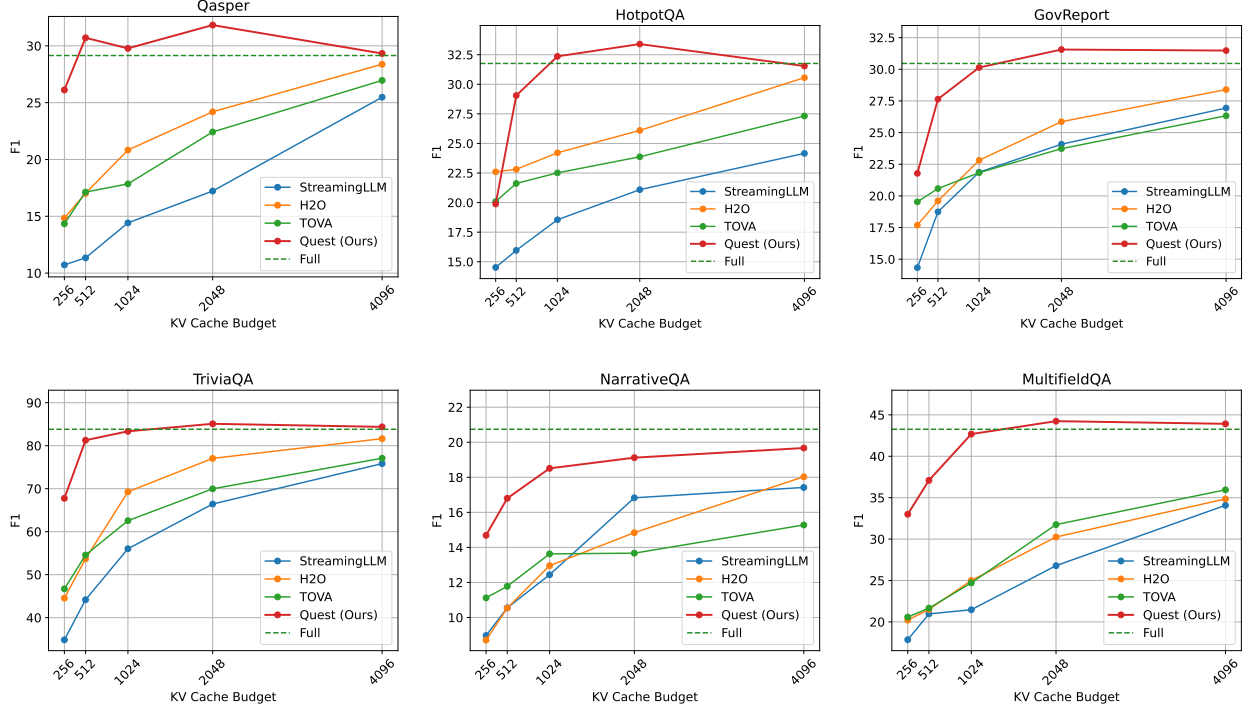 Qasper
30
25
20
15
10
F1
256
512
1024
2048
4096
KV Cache Budget
StreamingLLM
H2O
TOVA
Quest (Ours)
Full
HotpotQA
32.5
30.0
27.5
25.0
22.5
20.0
17.5
15.0
F1
256
512
1024
2048
4096
KV Cache Budget
StreamingLLM
H2O
TOVA
Quest (Ours)
Full
GovReport
32.5
30.0
27.5
25.0
22.5
20.0
17.5
15.0
F1
256
512
1024
2048
4096
KV Cache Budget
StreamingLLM
H2O
TOVA
Quest (Ours)
Full
TriviaQA
90
80
70
60
50
40
F1
256
512
1024
2048
4096
KV Cache Budget
StreamingLLM
H2O
TOVA
Quest (Ours)
Full
NarrativeQA
22
20
18
16
14
12
10
F1
256
512
1024
2048
4096
KV Cache Budget
StreamingLLM
H2O
TOVA
Quest (Ours)
Full
MultifieldQA
45
40
35
30
25
20
F1
256
512
1024
2048
4096
KV Cache Budget
StreamingLLM
H2O
TOVA
Quest (Ours)
Full